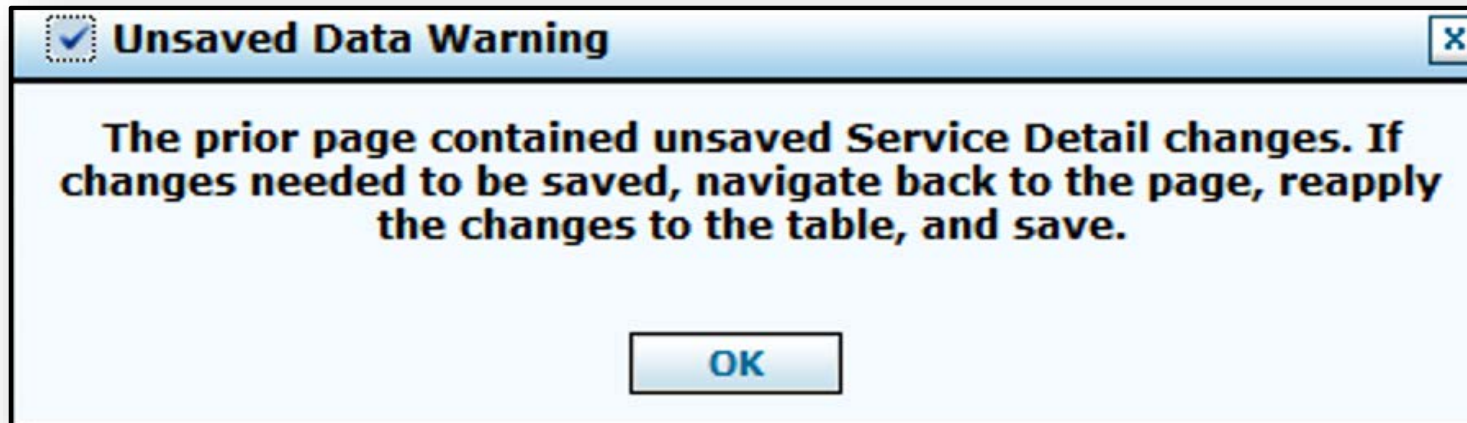 Unsaved Data Warning
X
The prior page contained unsaved Service Detail changes. If
changes needed to be saved, navigate back to the page, reapply
the changes to the table, and save.
OK